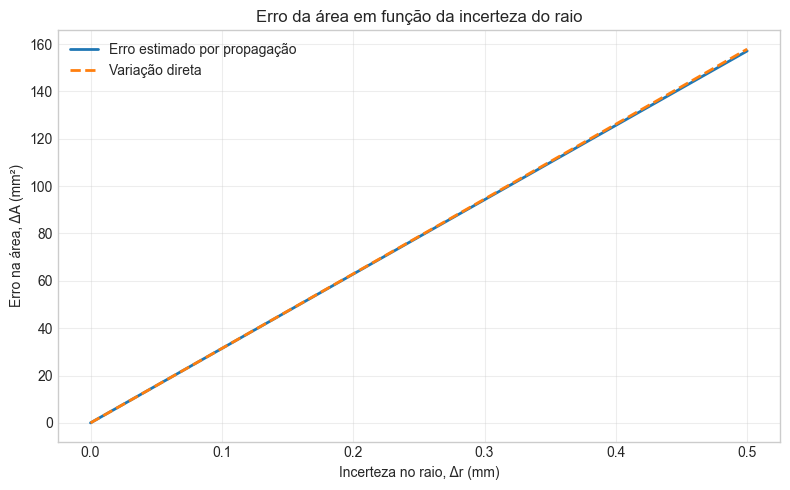 Erro da área em função da incerteza do raio
Erro estimado por propagação
Variação direta
Erro na área, ΔA (mm²)
160
140
120
100
80
60
40
20
0
0.0 0.1 0.2 0.3 0.4 0.5
Incerteza no raio, Δr (mm)